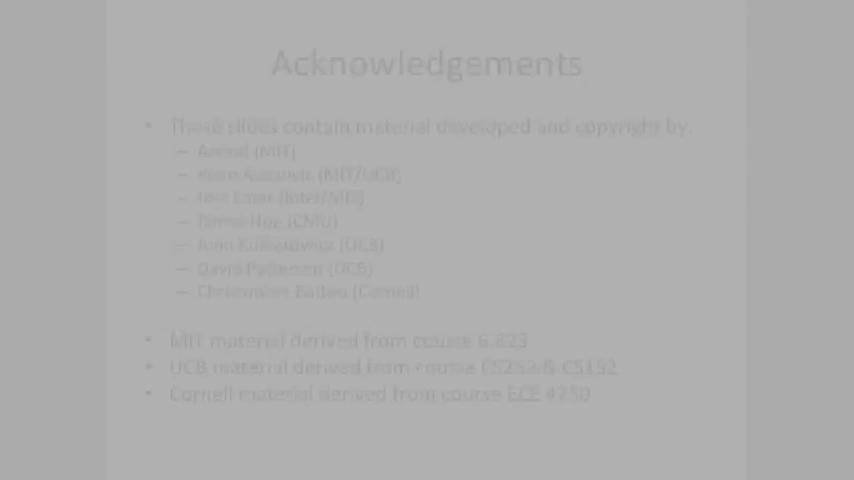 Acknowledgements
• These slides contain material developed and copyright by:
– Arvind (MIT)
– Krste Asanovic (MIT/UCB)
– Joel Emer (Intel/MIT)
– James Hoe (CMU)
– John Kubiatowicz (UCB)
– David Patterson (UCB)
– Christopher Batten (Cornell)
• MIT material derived from course 6.823
• UCB material derived from course CS252 & CS152
• Cornell material derived from course ECE 4750